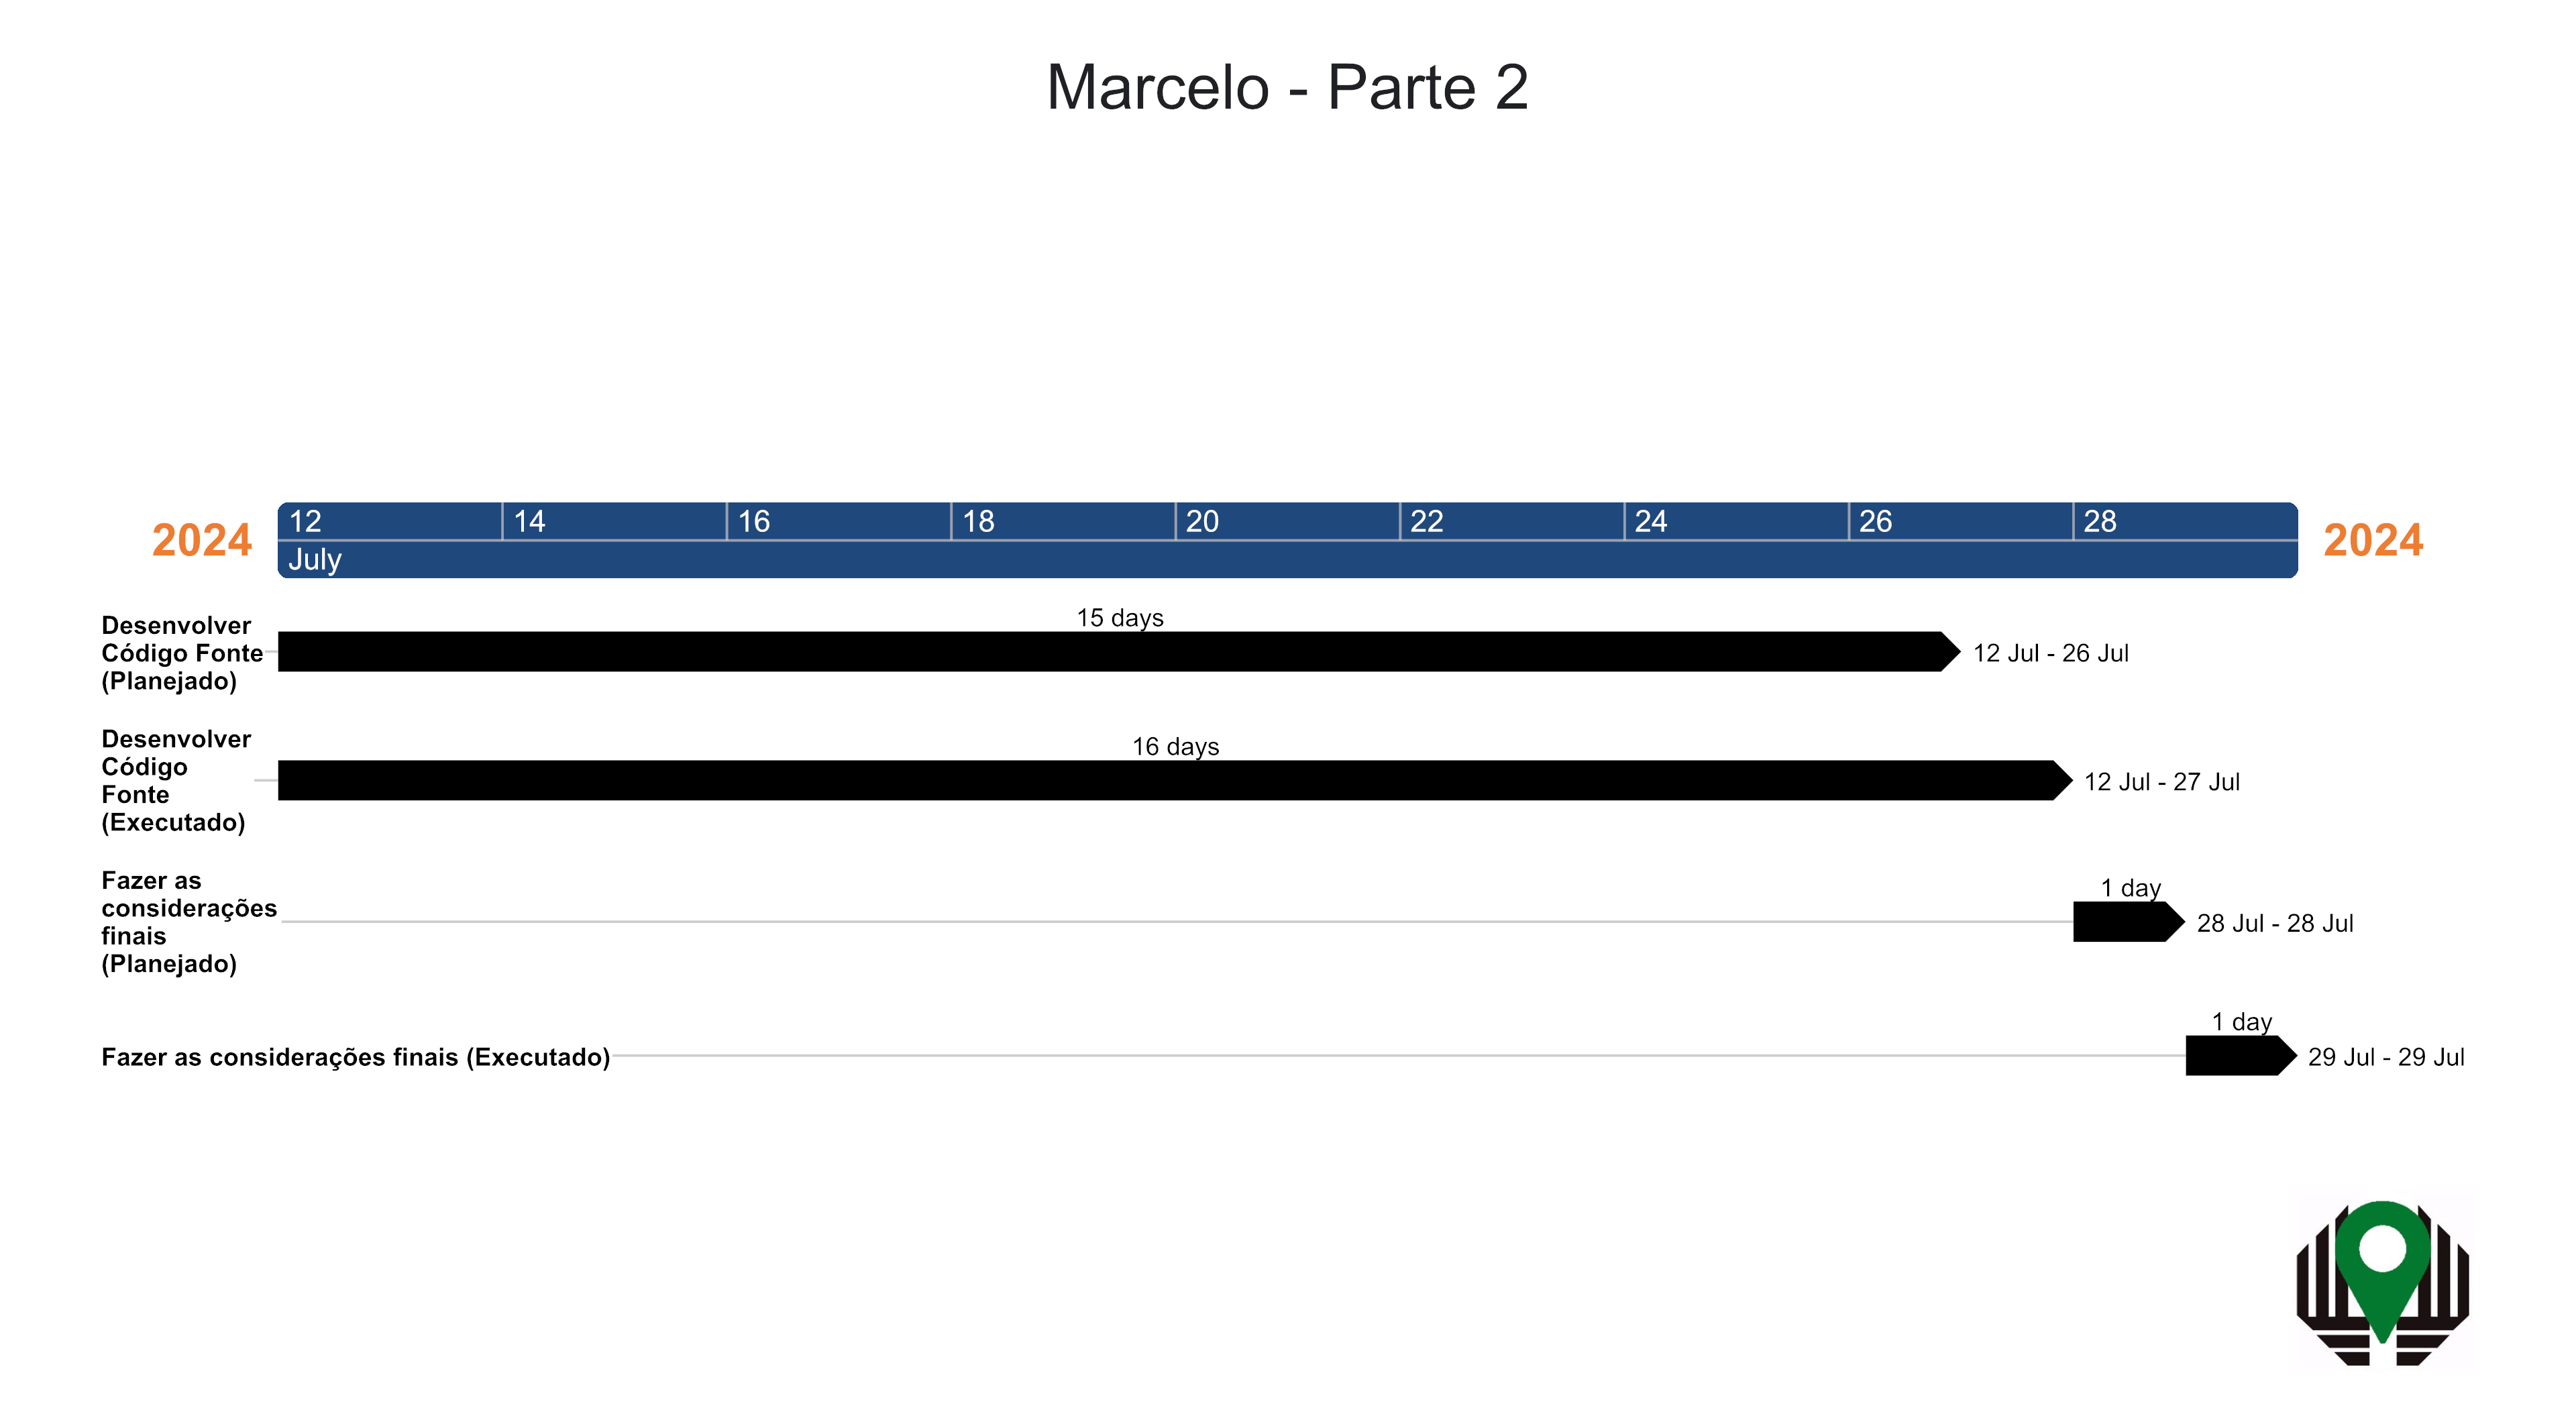 Marcelo - Parte 2
2024
12 14 16 18 20 22 24 26 28
July
2024
15 days
Desenvolver
Código Fonte
(Planejado)
12 Jul - 26 Jul
16 days
Desenvolver
Código
Fonte
(Executado)
12 Jul - 27 Jul
1 day
Fazer as
considerações
finais
(Planejado)
28 Jul - 28 Jul
1 day
Fazer as considerações finais (Executado)
29 Jul - 29 Jul